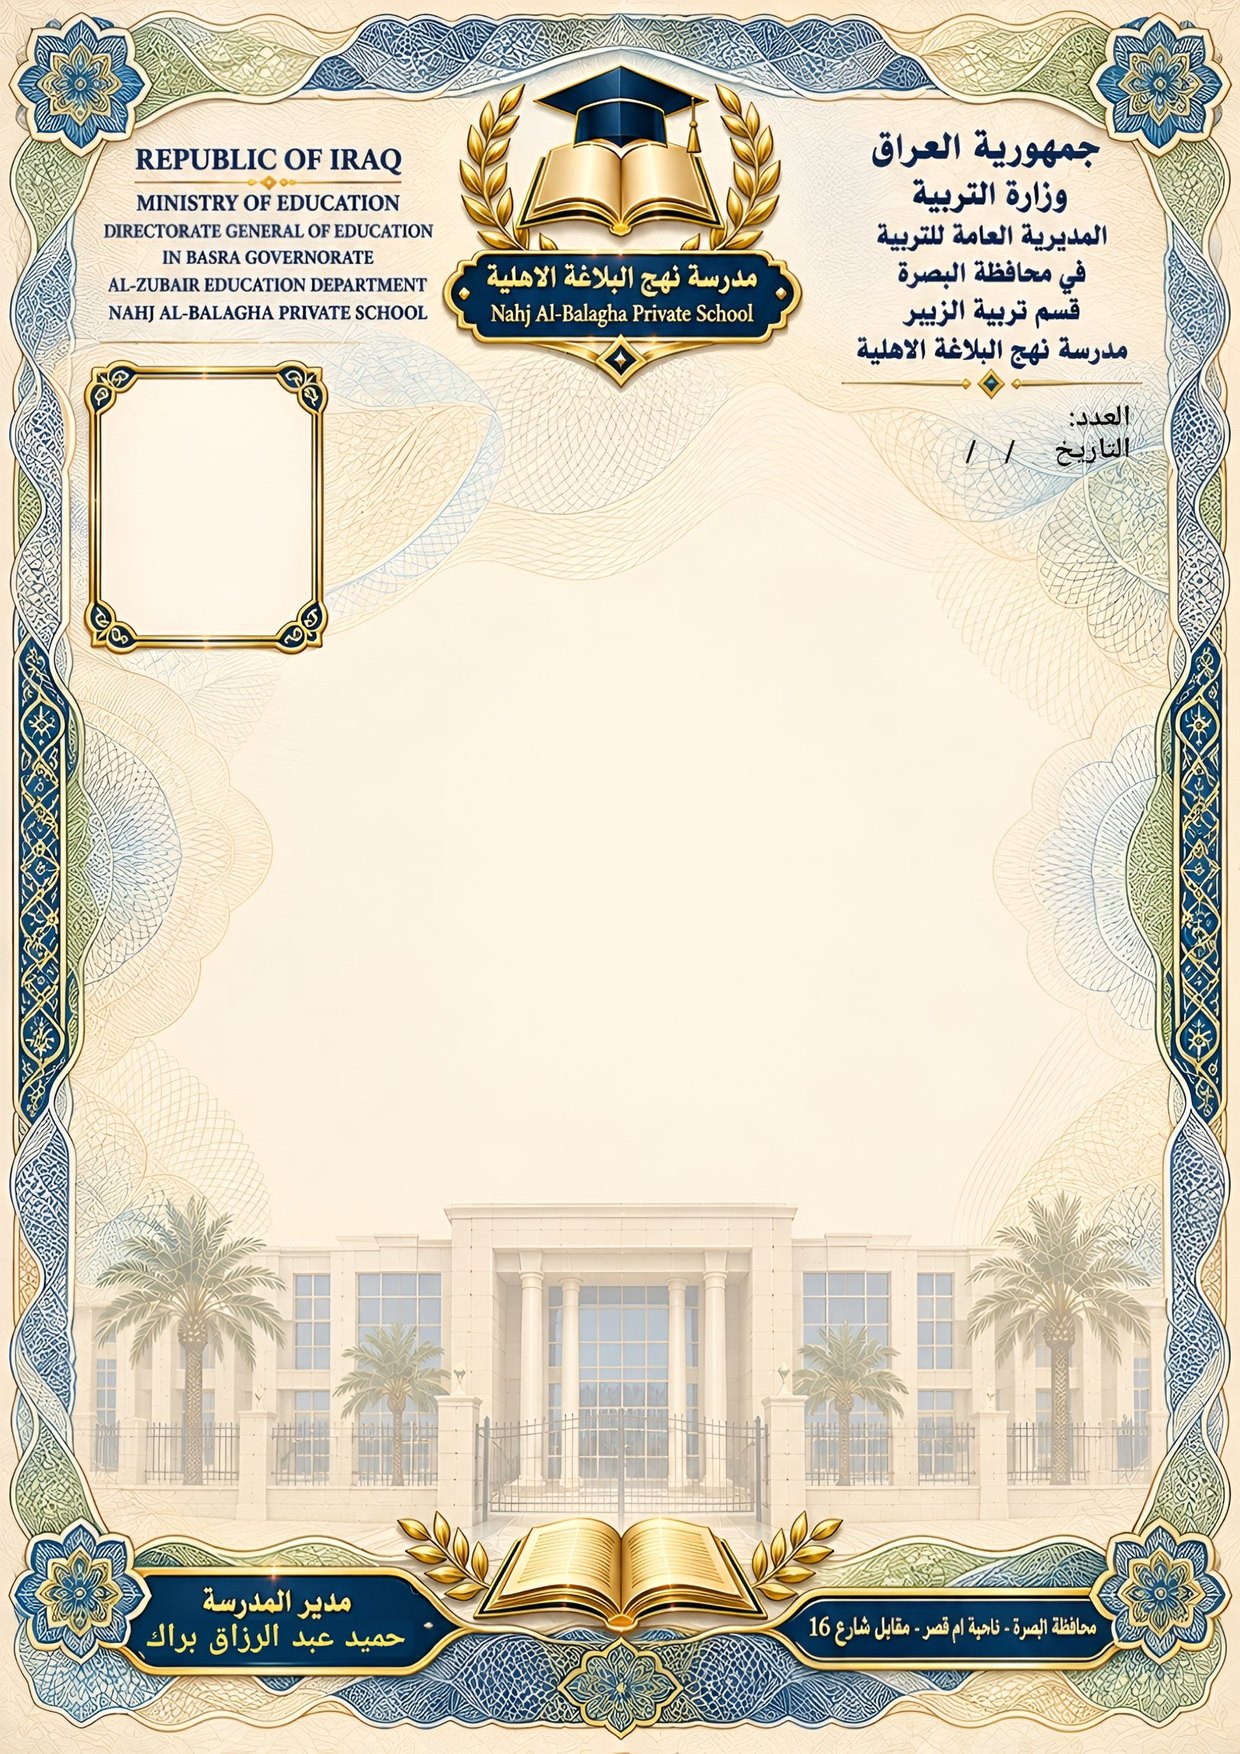 REPUBLIC OF IRAQ
MINISTRY OF EDUCATION
DIRECTORATE GENERAL OF EDUCATION
IN BASRA GOVERNORATE
AL-ZUBAIR EDUCATION DEPARTMENT
NAHJ AL-BALAGHA PRIVATE SCHOOL
مدرسة نهج البلاغة الاهلية
Nahj Al-Balagha Private School
جمهورية العراق
وزارة التربية
المديرية العامة للتربية
في محافظة البصرة
قسم تربية الزبير
مدرسة نهج البلاغة الاهلية
العدد:
التاريخ / /
مدير المدرسة
حميد عبد الرزاق براك
محافظة البصرة - ناحية ام قصر - مقابل شارع 16